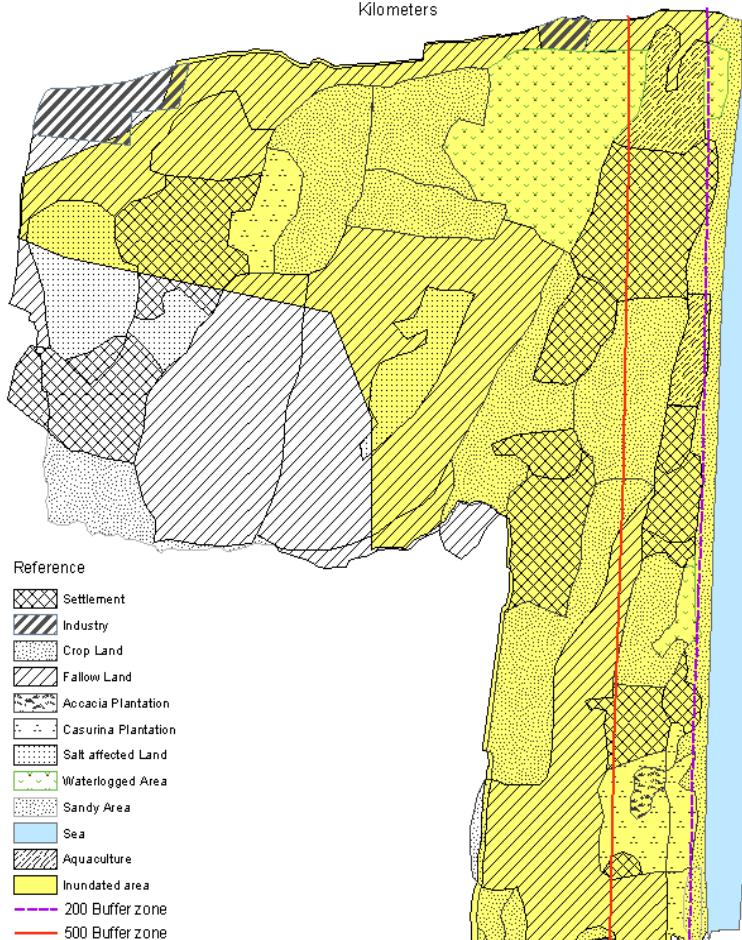 Kilometers
Reference
Settlement
Industry
Crop Land
Fallow Land
Accacia Plantation
Casurina Plantation
Salt affected Land
Waterlogged Area
Sandy Area
Sea
Aquaculture
Inundated area
200 Buffer zone
500 Buffer zone